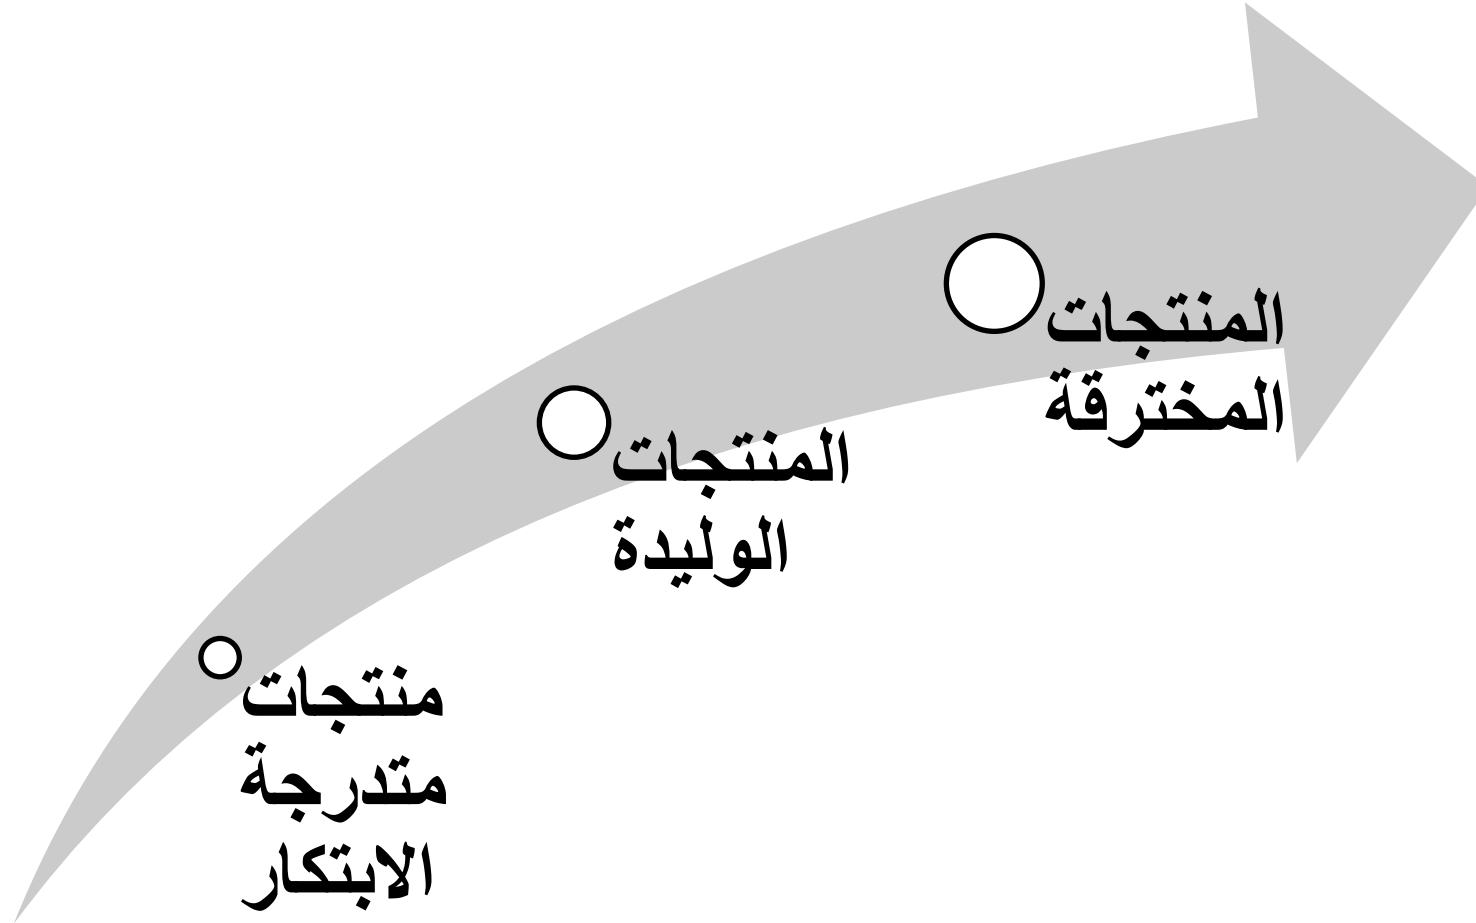 المنتجات
المخترقة
المنتجات
الوليدة
منتجات
متدرجة
الابتكار